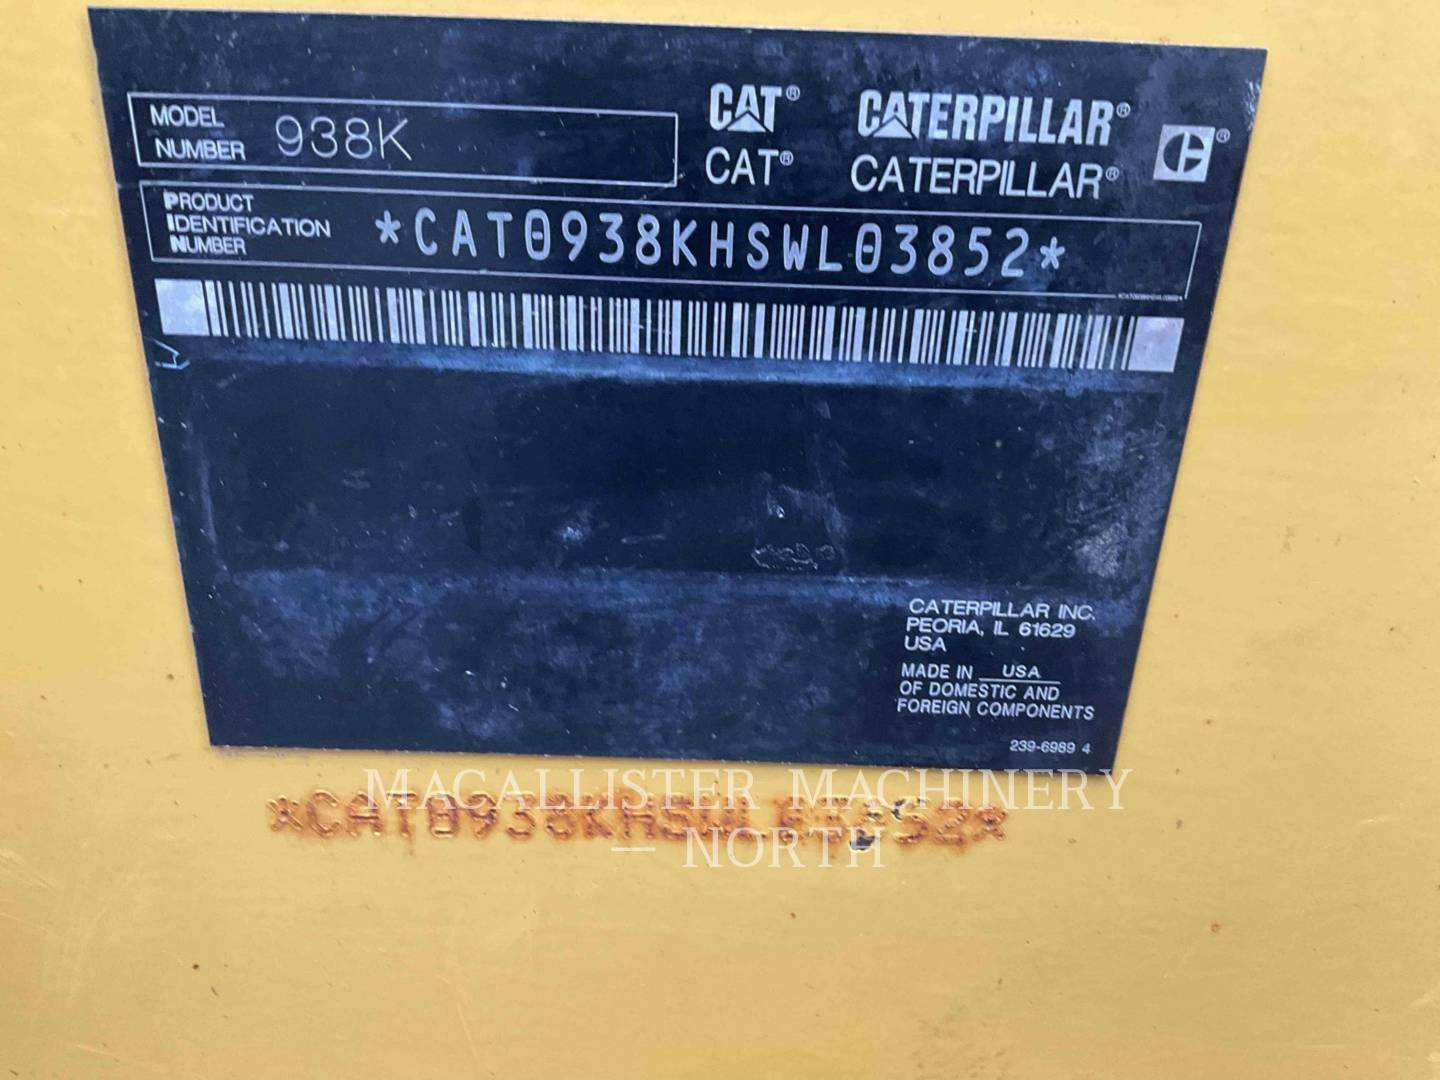 MODEL NUMBER 938K
CAT® CATERPILLAR®
CAT® CATERPILLAR®
PRODUCT IDENTIFICATION NUMBER *CAT0938KHSWL03852*
CATERPILLAR INC.
PEORIA, IL 61629
USA
MADE IN USA
OF DOMESTIC AND
FOREIGN COMPONENTS
239-6989 4
*CAT0938KHSWL03852*
MACALLISTER MACHINERY
— NORTH